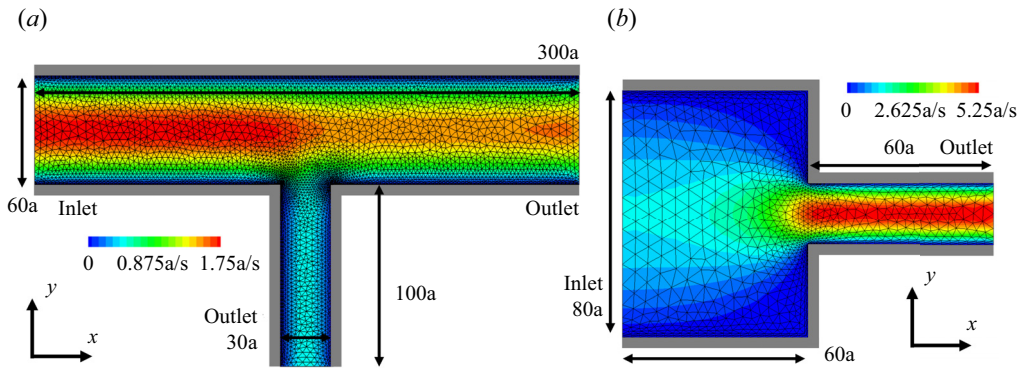 (a)
300a
60a
Inlet
Outlet
0 0.875a/s 1.75a/s
100a
Outlet
30a
y
x
(b)
0 2.625a/s 5.25a/s
60a
Outlet
Inlet
80a
y
x
60a